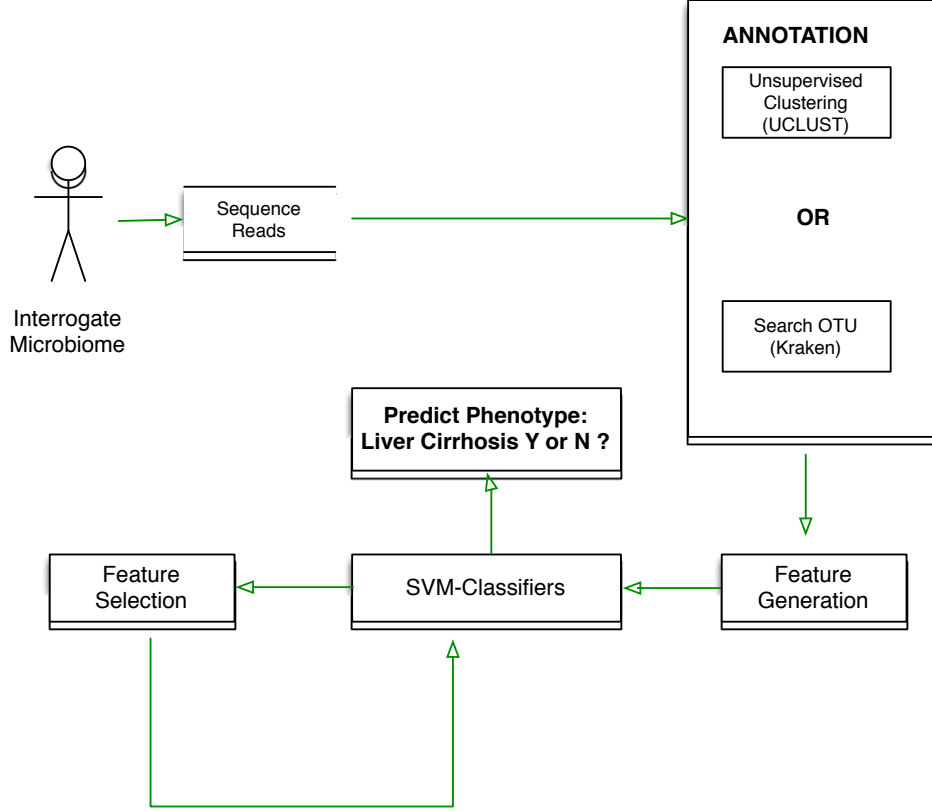 ANNOTATION
Unsupervised
Clustering
(UCLUST)
OR
Search OTU
(Kraken)
Sequence
Reads
Interrogate
Microbiome
Predict Phenotype:
Liver Cirrhosis Y or N ?
Feature
Selection
SVM-Classifiers
Feature
Generation